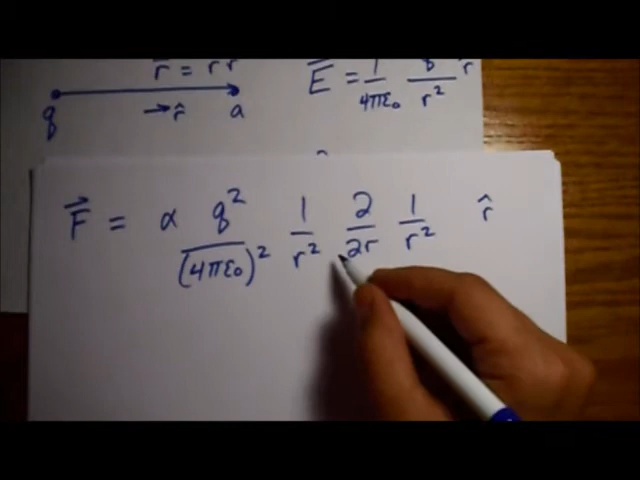 r⃗ = r r̂
E⃗ = 1/4πε₀ q/r² r̂
q → r̂ a
F⃗ = α q²/(4πε₀)² 1/r² ∂/∂r 1/r² r̂